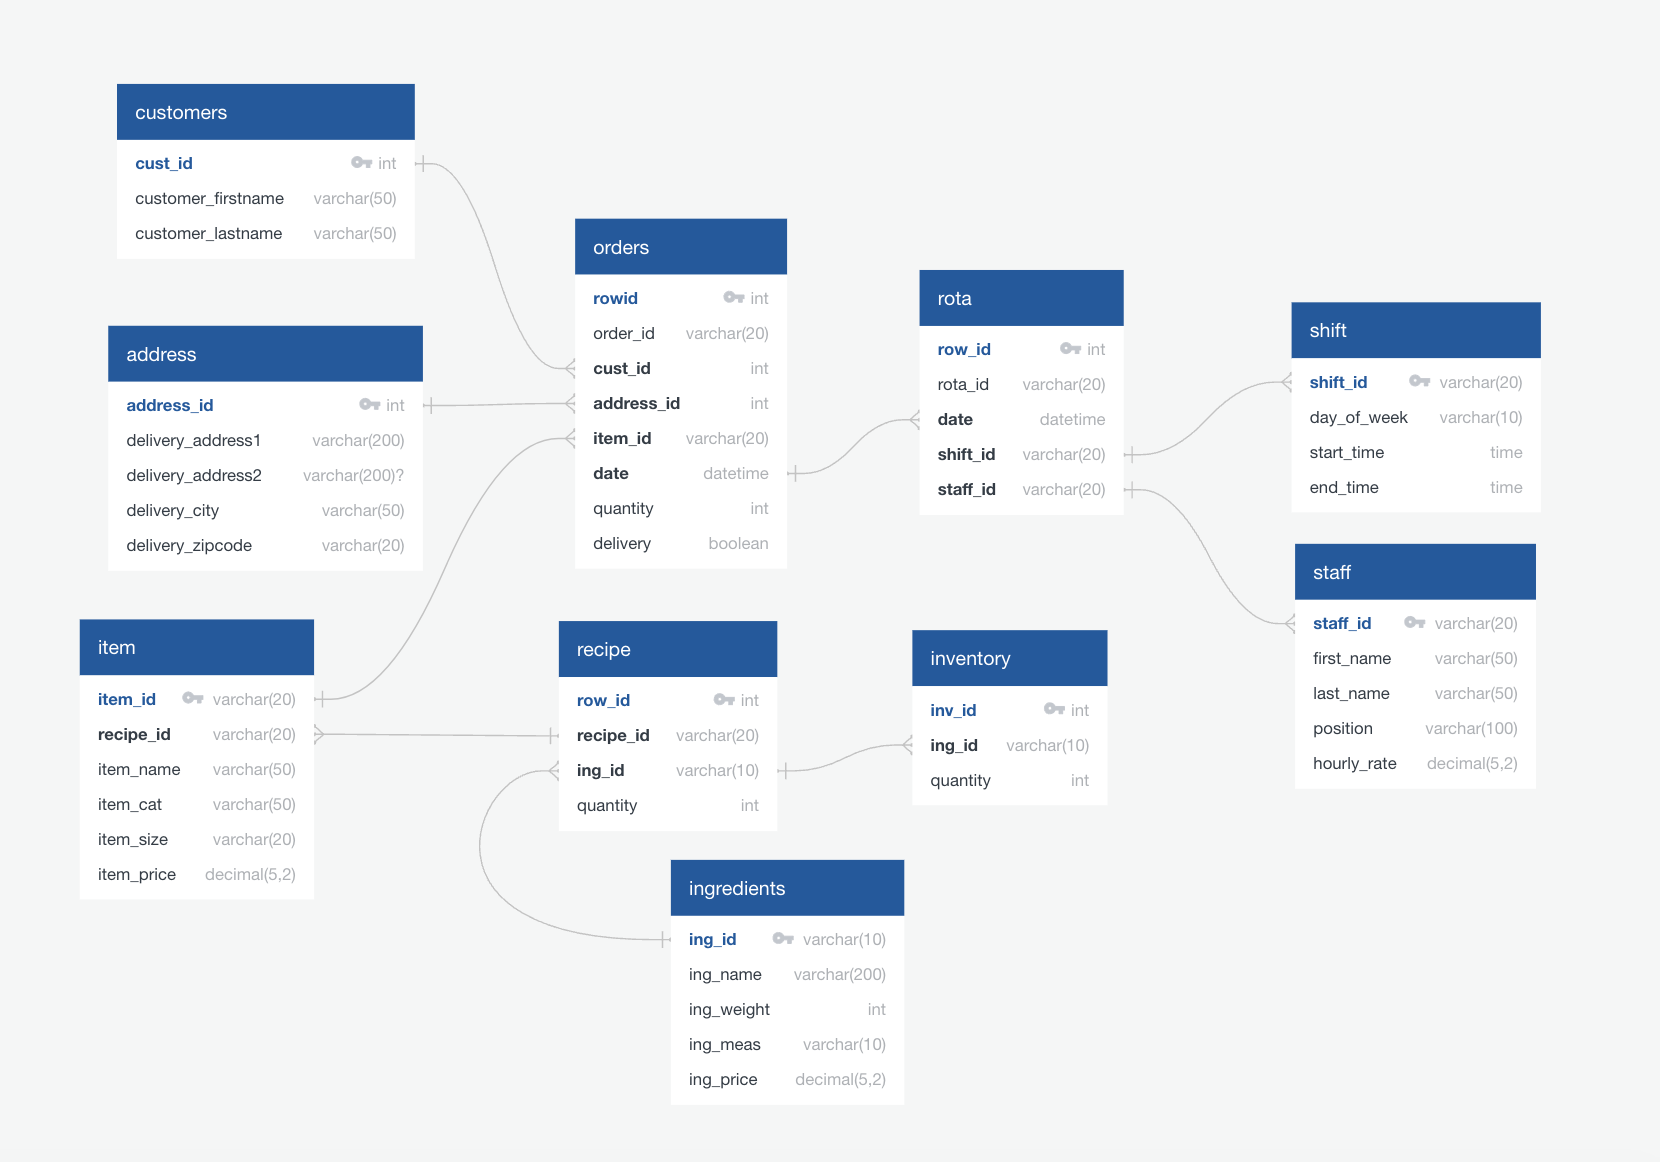 customers
cust_id int
customer_firstname varchar(50)
customer_lastname varchar(50)
address
address_id int
delivery_address1 varchar(200)
delivery_address2 varchar(200)?
delivery_city varchar(50)
delivery_zipcode varchar(20)
item
item_id varchar(20)
recipe_id varchar(20)
item_name varchar(50)
item_cat varchar(50)
item_size varchar(20)
item_price decimal(5,2)
orders
rowid int
order_id varchar(20)
cust_id int
address_id int
item_id varchar(20)
date datetime
quantity int
delivery boolean
recipe
row_id int
recipe_id varchar(20)
ing_id varchar(10)
quantity int
ingredients
ing_id varchar(10)
ing_name varchar(200)
ing_weight int
ing_meas varchar(10)
ing_price decimal(5,2)
rota
row_id int
rota_id varchar(20)
date datetime
shift_id varchar(20)
staff_id varchar(20)
inventory
inv_id int
ing_id varchar(10)
quantity int
shift
shift_id varchar(20)
day_of_week varchar(10)
start_time time
end_time time
staff
staff_id varchar(20)
first_name varchar(50)
last_name varchar(50)
position varchar(100)
hourly_rate decimal(5,2)